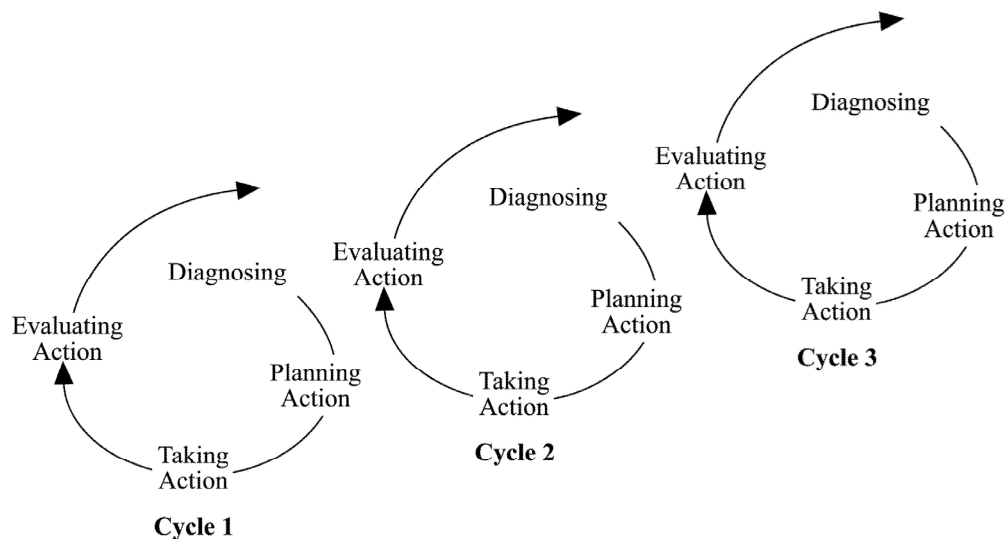 Diagnosing
Planning
Action
Taking
Action
Evaluating
Action
Cycle 1
Diagnosing
Planning
Action
Taking
Action
Evaluating
Action
Cycle 2
Diagnosing
Planning
Action
Taking
Action
Evaluating
Action
Cycle 3